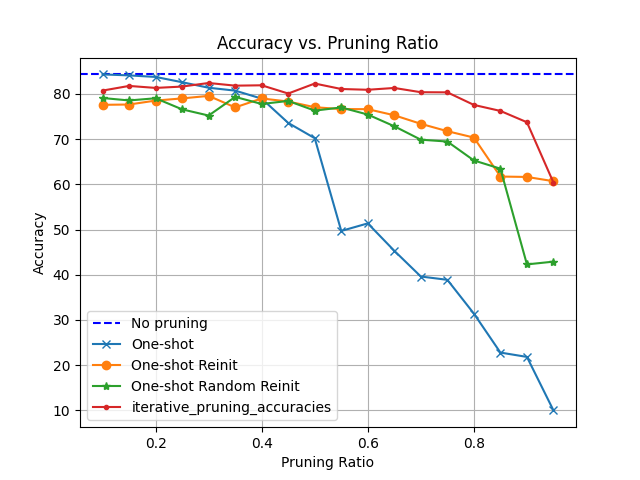 Accuracy vs. Pruning Ratio
Accuracy
80
70
60
50
40
30
20
10
No pruning
One-shot
One-shot Reinit
One-shot Random Reinit
iterative_pruning_accuracies
0.2
0.4
0.6
0.8
Pruning Ratio